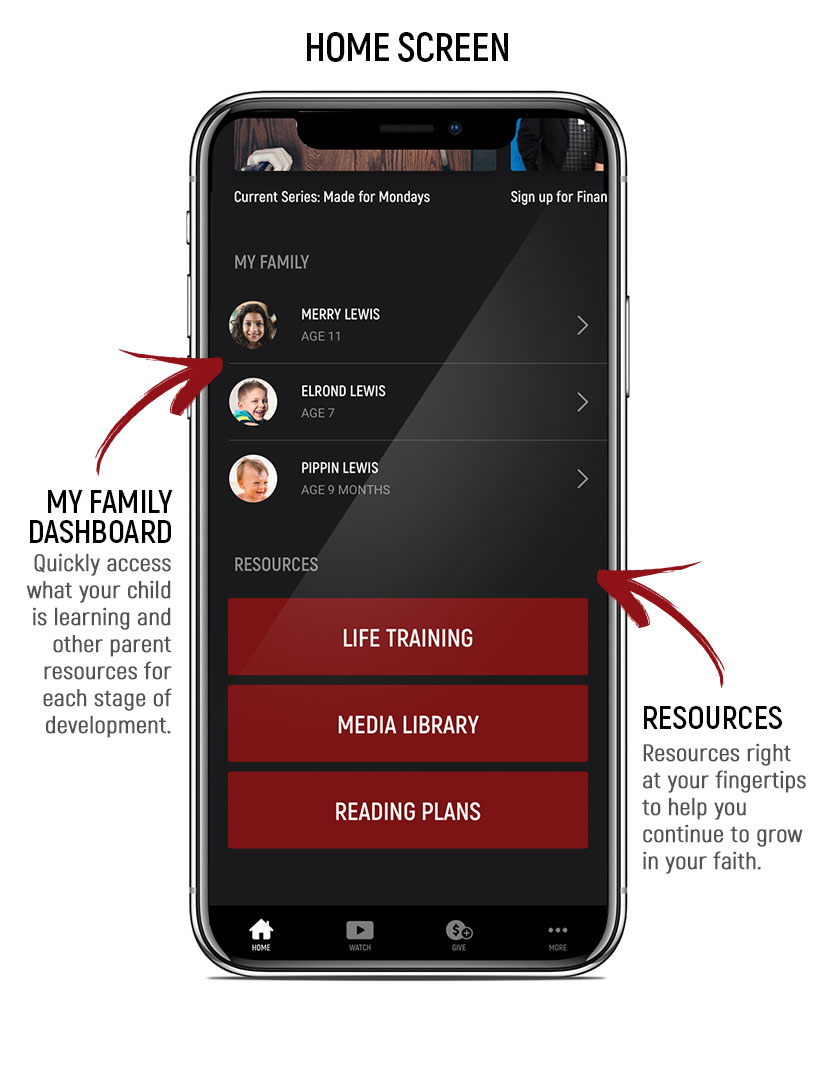 HOME SCREEN
Current Series: Made for Mondays
Sign up for Finan
MY FAMILY
MERRY LEWIS
AGE 11
ELROND LEWIS
AGE 7
PIPPIN LEWIS
AGE 9 MONTHS
MY FAMILY
DASHBOARD
Quickly access
what your child
is learning and
other parent
resources for
each stage of
development.
RESOURCES
LIFE TRAINING
MEDIA LIBRARY
READING PLANS
RESOURCES
Resources right
at your fingertips
to help you
continue to grow
in your faith.
HOME
WATCH
GIVE
MORE